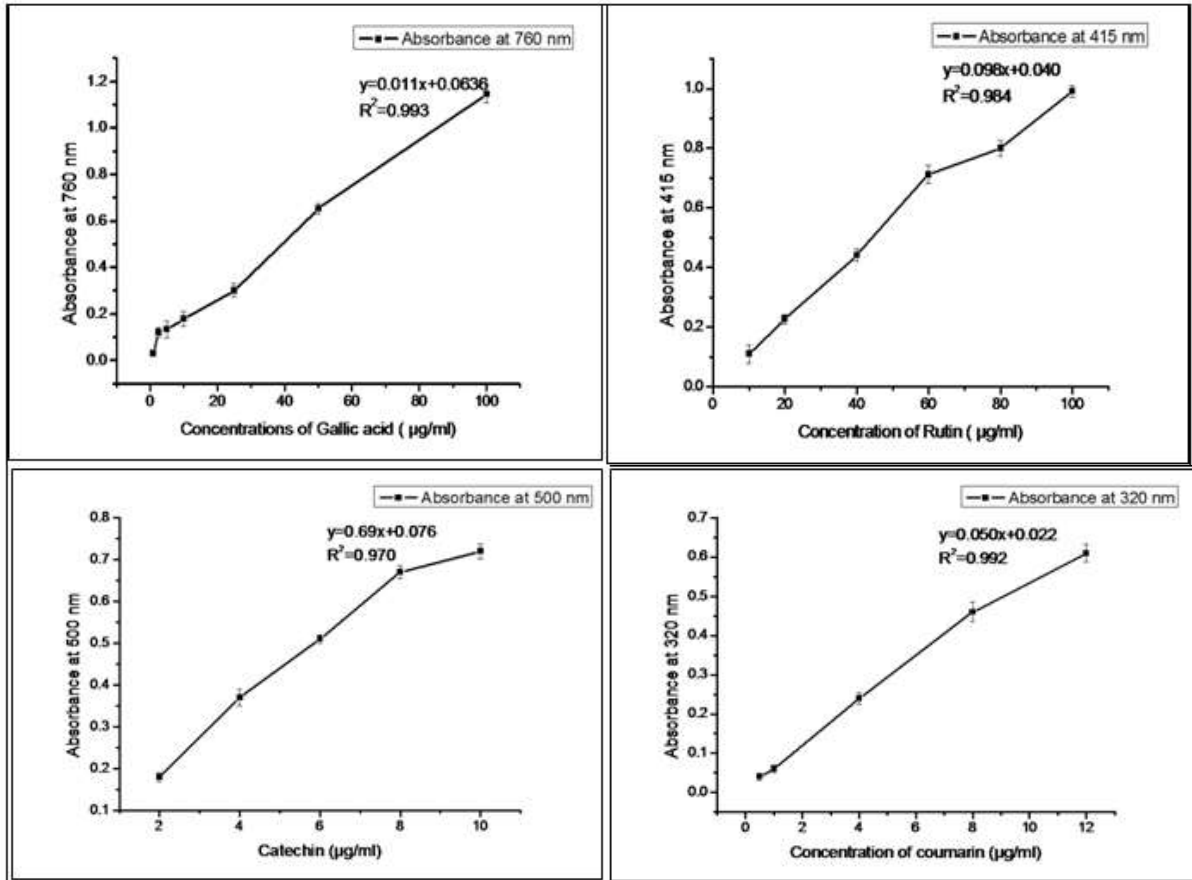 Absorbance at 760 nm
y=0.011x+0.0636
R²=0.993
1.2
1.0
0.8
0.6
0.4
0.2
0.0
Absorbance at 760 nm
0 20 40 60 80 100
Concentrations of Gallic acid ( µg/ml)
Absorbance at 415 nm
y=0.098x+0.040
R²=0.984
1.0
0.8
0.6
0.4
0.2
0.0
Absorbance at 415 nm
0 20 40 60 80 100
Concentration of Rutin ( µg/ml)
Absorbance at 500 nm
y=0.69x+0.076
R²=0.970
0.8
0.7
0.6
0.5
0.4
0.3
0.2
0.1
Absorbance at 500 nm
2 4 6 8 10
Catechin (µg/ml)
Absorbance at 320 nm
y=0.050x+0.022
R²=0.992
0.7
0.6
0.5
0.4
0.3
0.2
0.1
0.0
Absorbance at 320 nm
0 2 4 6 8 10 12
Concentration of coumarin (µg/ml)